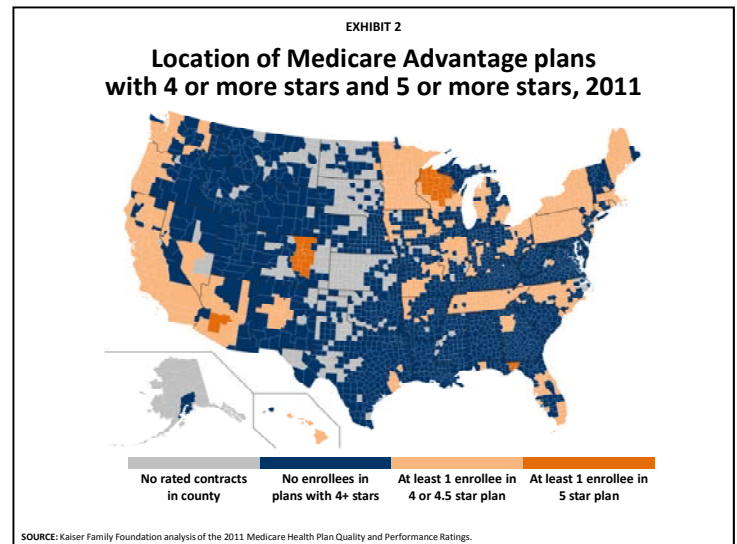 EXHIBIT 2
Location of Medicare Advantage plans
with 4 or more stars and 5 or more stars, 2011
No rated contracts
in county
No enrollees in
plans with 4+ stars
At least 1 enrollee in
4 or 4.5 star plan
At least 1 enrollee in
5 star plan
SOURCE: Kaiser Family Foundation analysis of the 2011 Medicare Health Plan Quality and Performance Ratings.